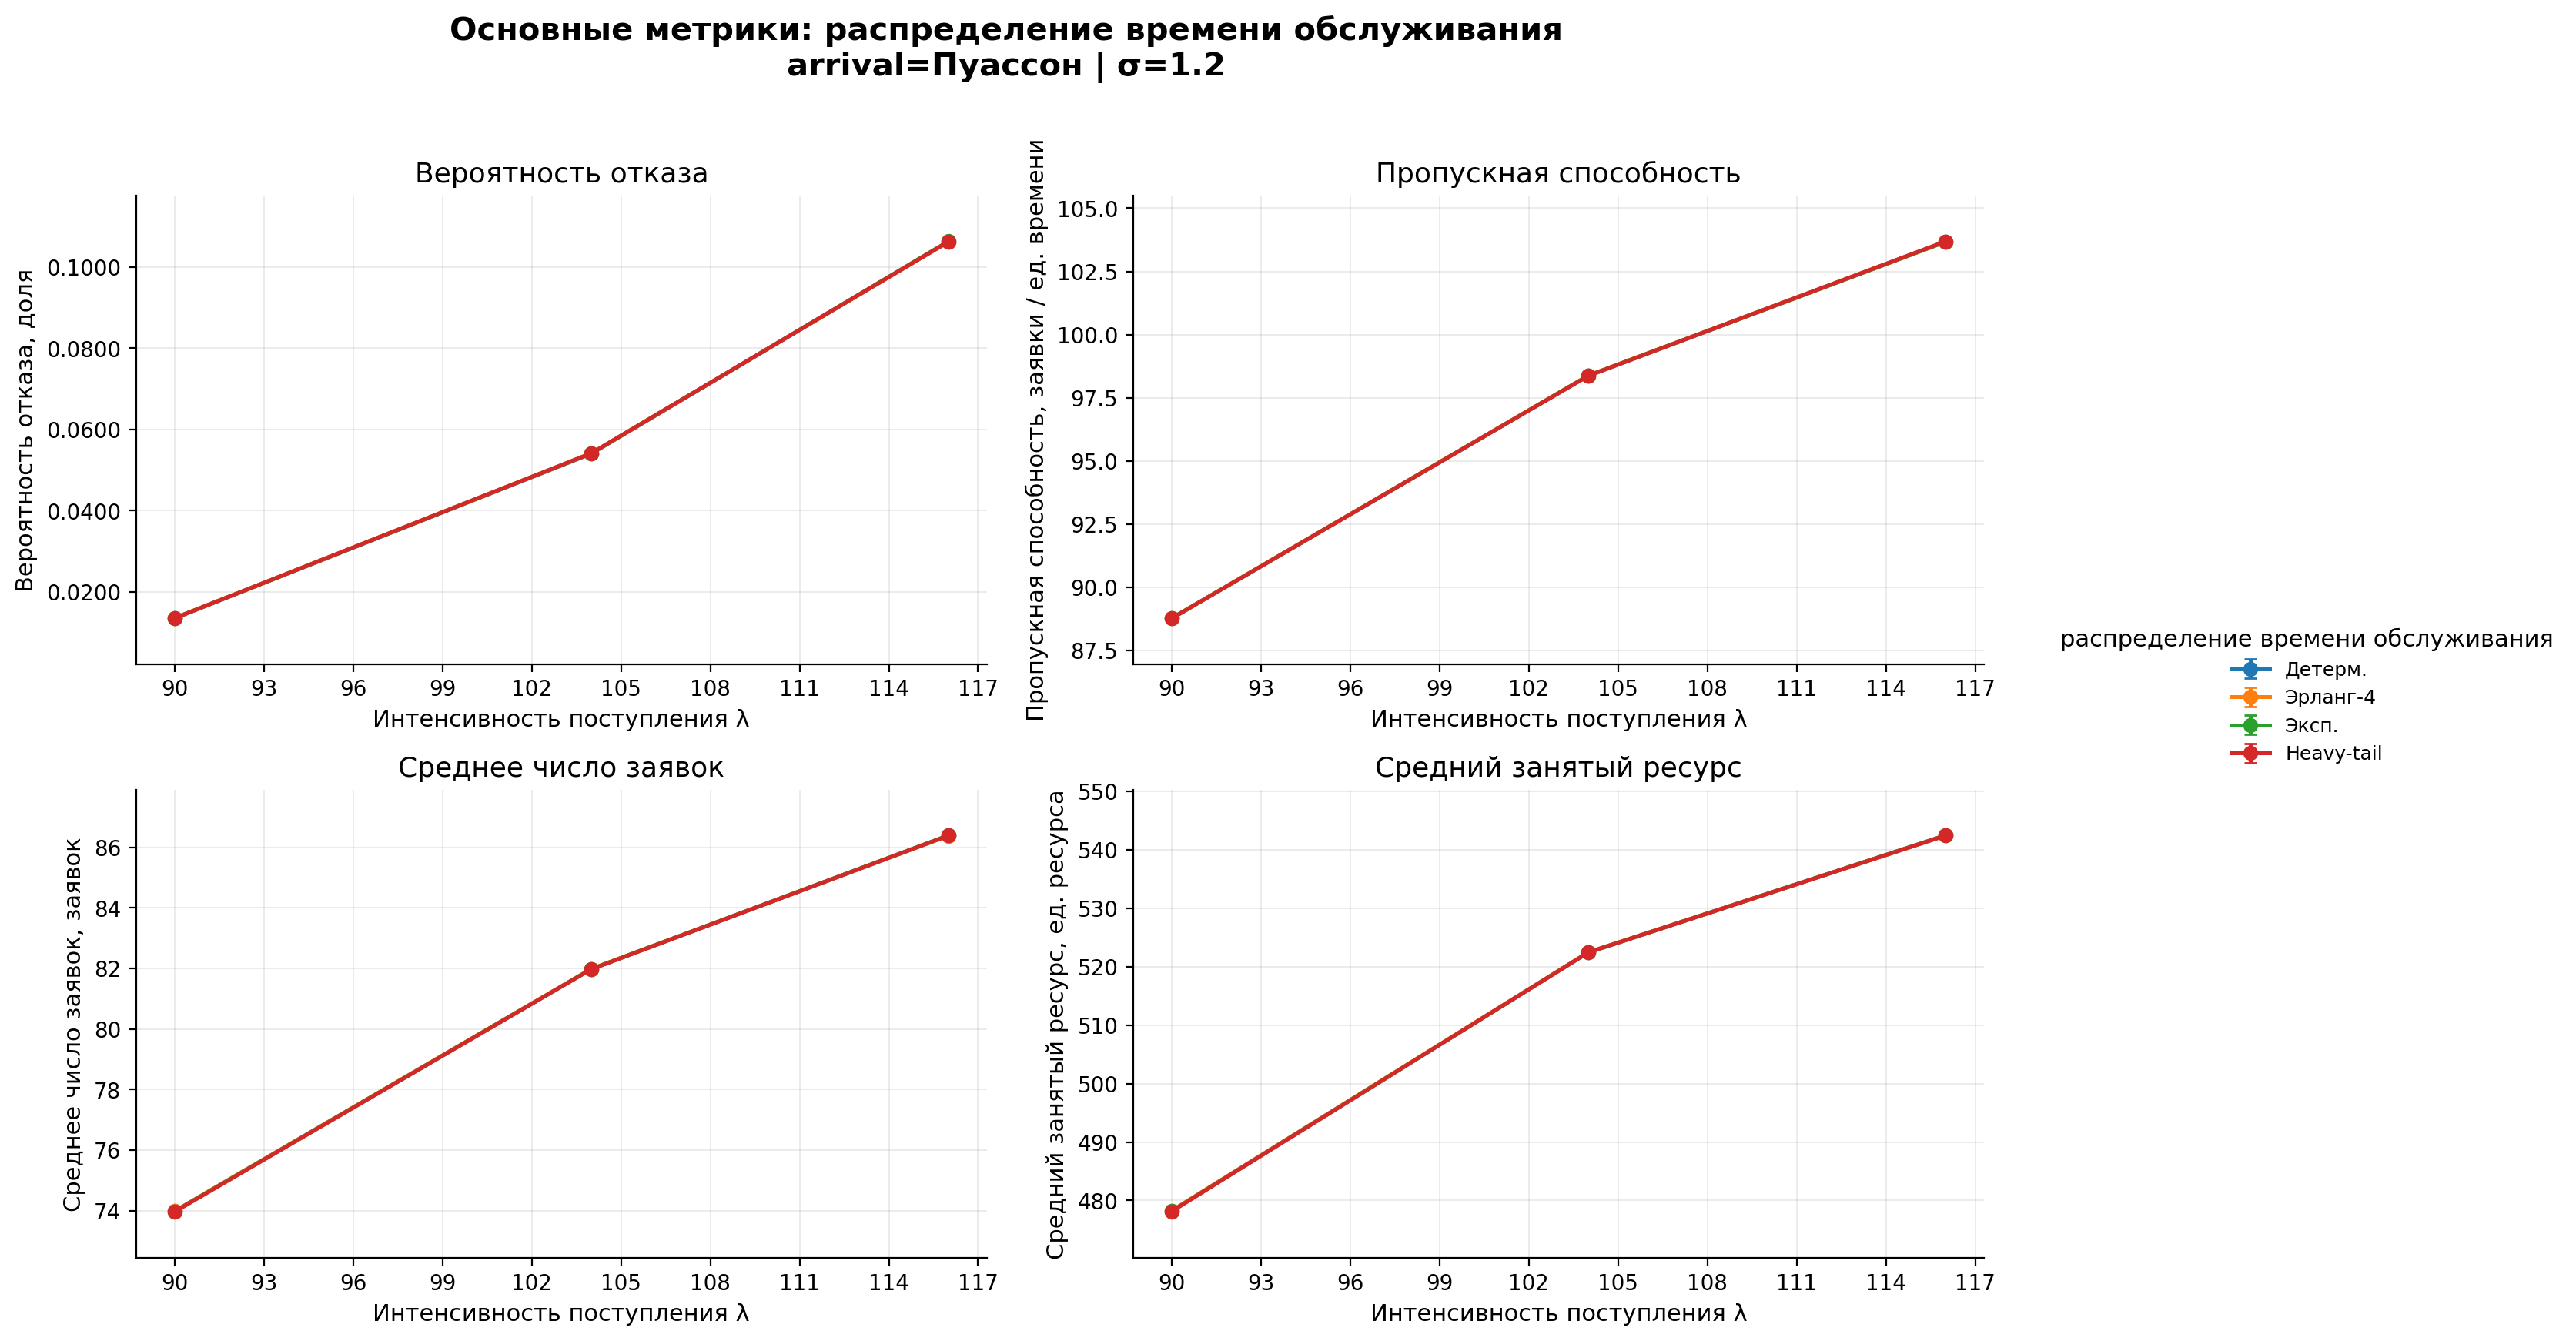 Основные метрики: распределение времени обслуживания
arrival=Пуассон | σ=1.2
Вероятность отказа
Вероятность отказа, доля
0.1000
0.0800
0.0600
0.0400
0.0200
90 93 96 99 102 105 108 111 114 117
Интенсивность поступления λ
Пропускная способность
Пропускная способность, заявки / ед. времени
105.0
102.5
100.0
97.5
95.0
92.5
90.0
87.5
90 93 96 99 102 105 108 111 114 117
Интенсивность поступления λ
Среднее число заявок
Среднее число заявок, заявок
86
84
82
80
78
76
74
90 93 96 99 102 105 108 111 114 117
Интенсивность поступления λ
Средний занятый ресурс
Средний занятый ресурс, ед. ресурса
550
540
530
520
510
500
490
480
90 93 96 99 102 105 108 111 114 117
Интенсивность поступления λ
распределение времени обслуживания
Детерм.
Эрланг-4
Эксп.
Heavy-tail